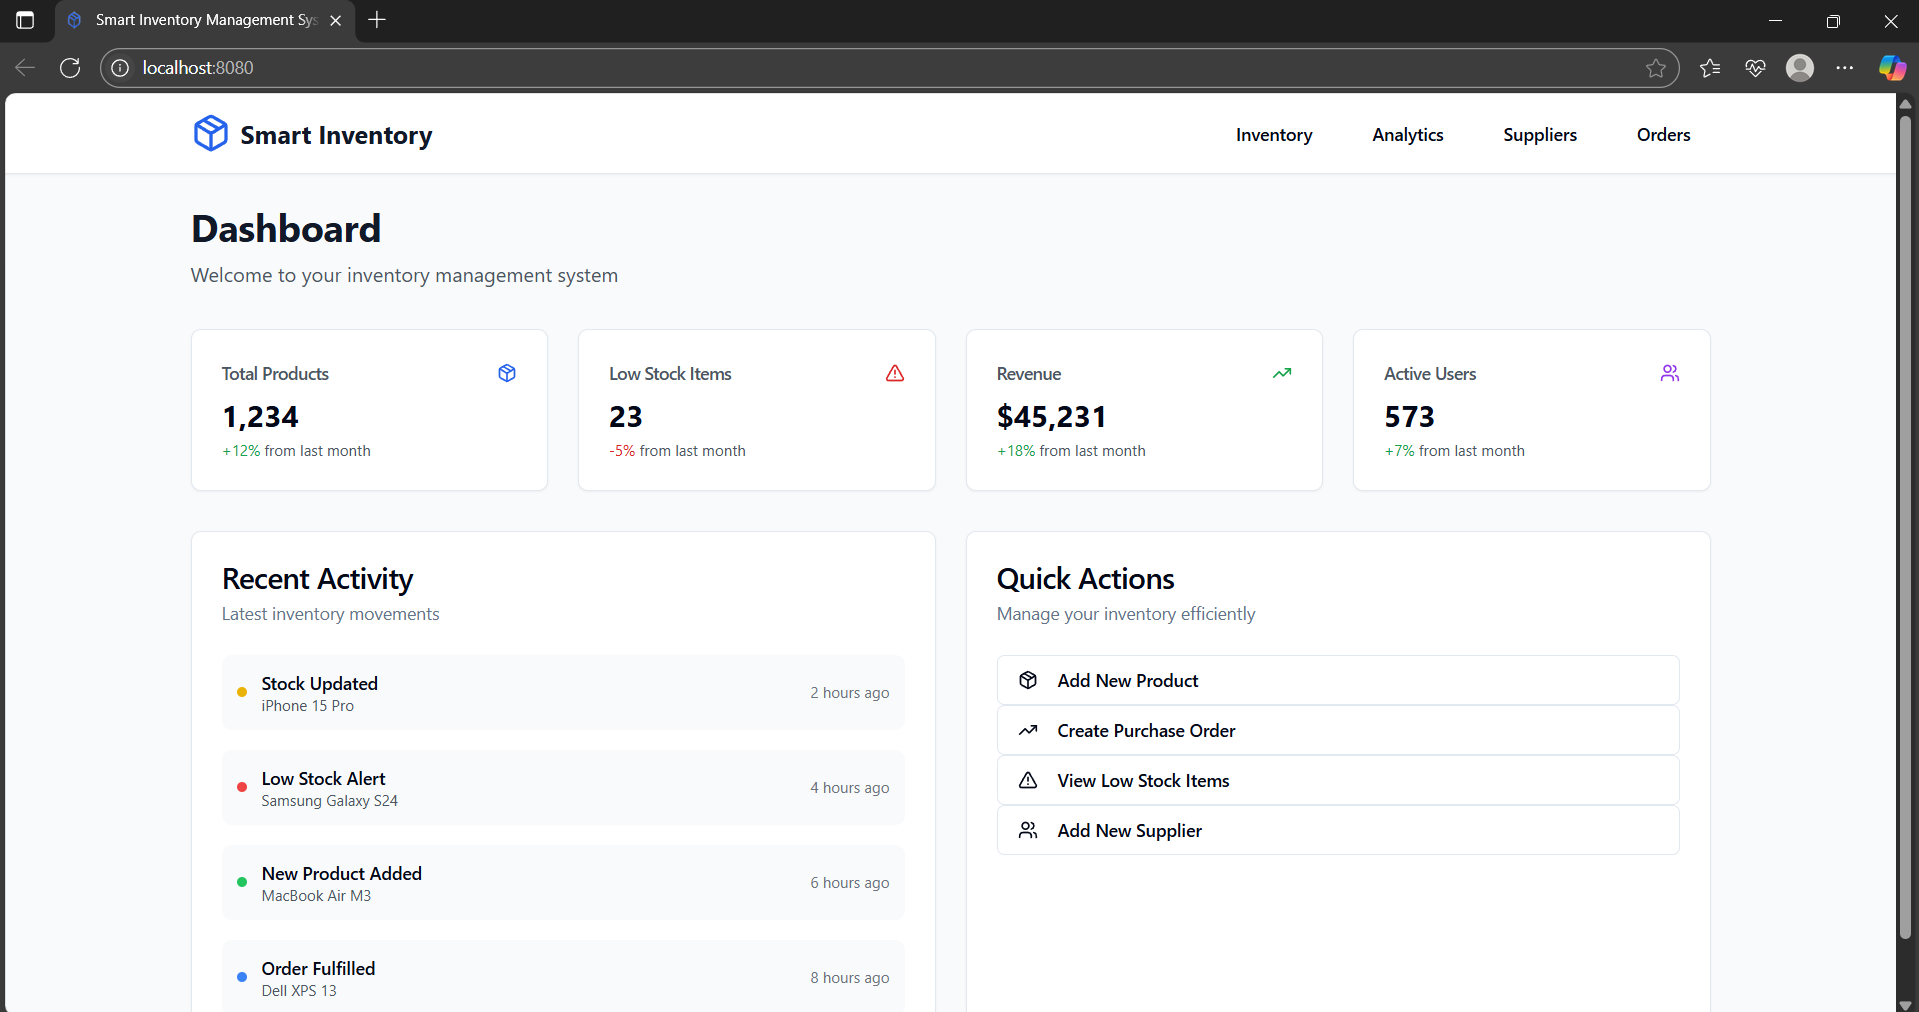 Smart Inventory Management Sys
localhost:8080
Smart Inventory
Inventory
Analytics
Suppliers
Orders
Dashboard
Welcome to your inventory management system
Total Products
1,234
+12% from last month
Low Stock Items
23
-5% from last month
Revenue
$45,231
+18% from last month
Active Users
573
+7% from last month
Recent Activity
Latest inventory movements
Stock Updated
iPhone 15 Pro
2 hours ago
Low Stock Alert
Samsung Galaxy S24
4 hours ago
New Product Added
MacBook Air M3
6 hours ago
Order Fulfilled
Dell XPS 13
8 hours ago
Quick Actions
Manage your inventory efficiently
Add New Product
Create Purchase Order
View Low Stock Items
Add New Supplier